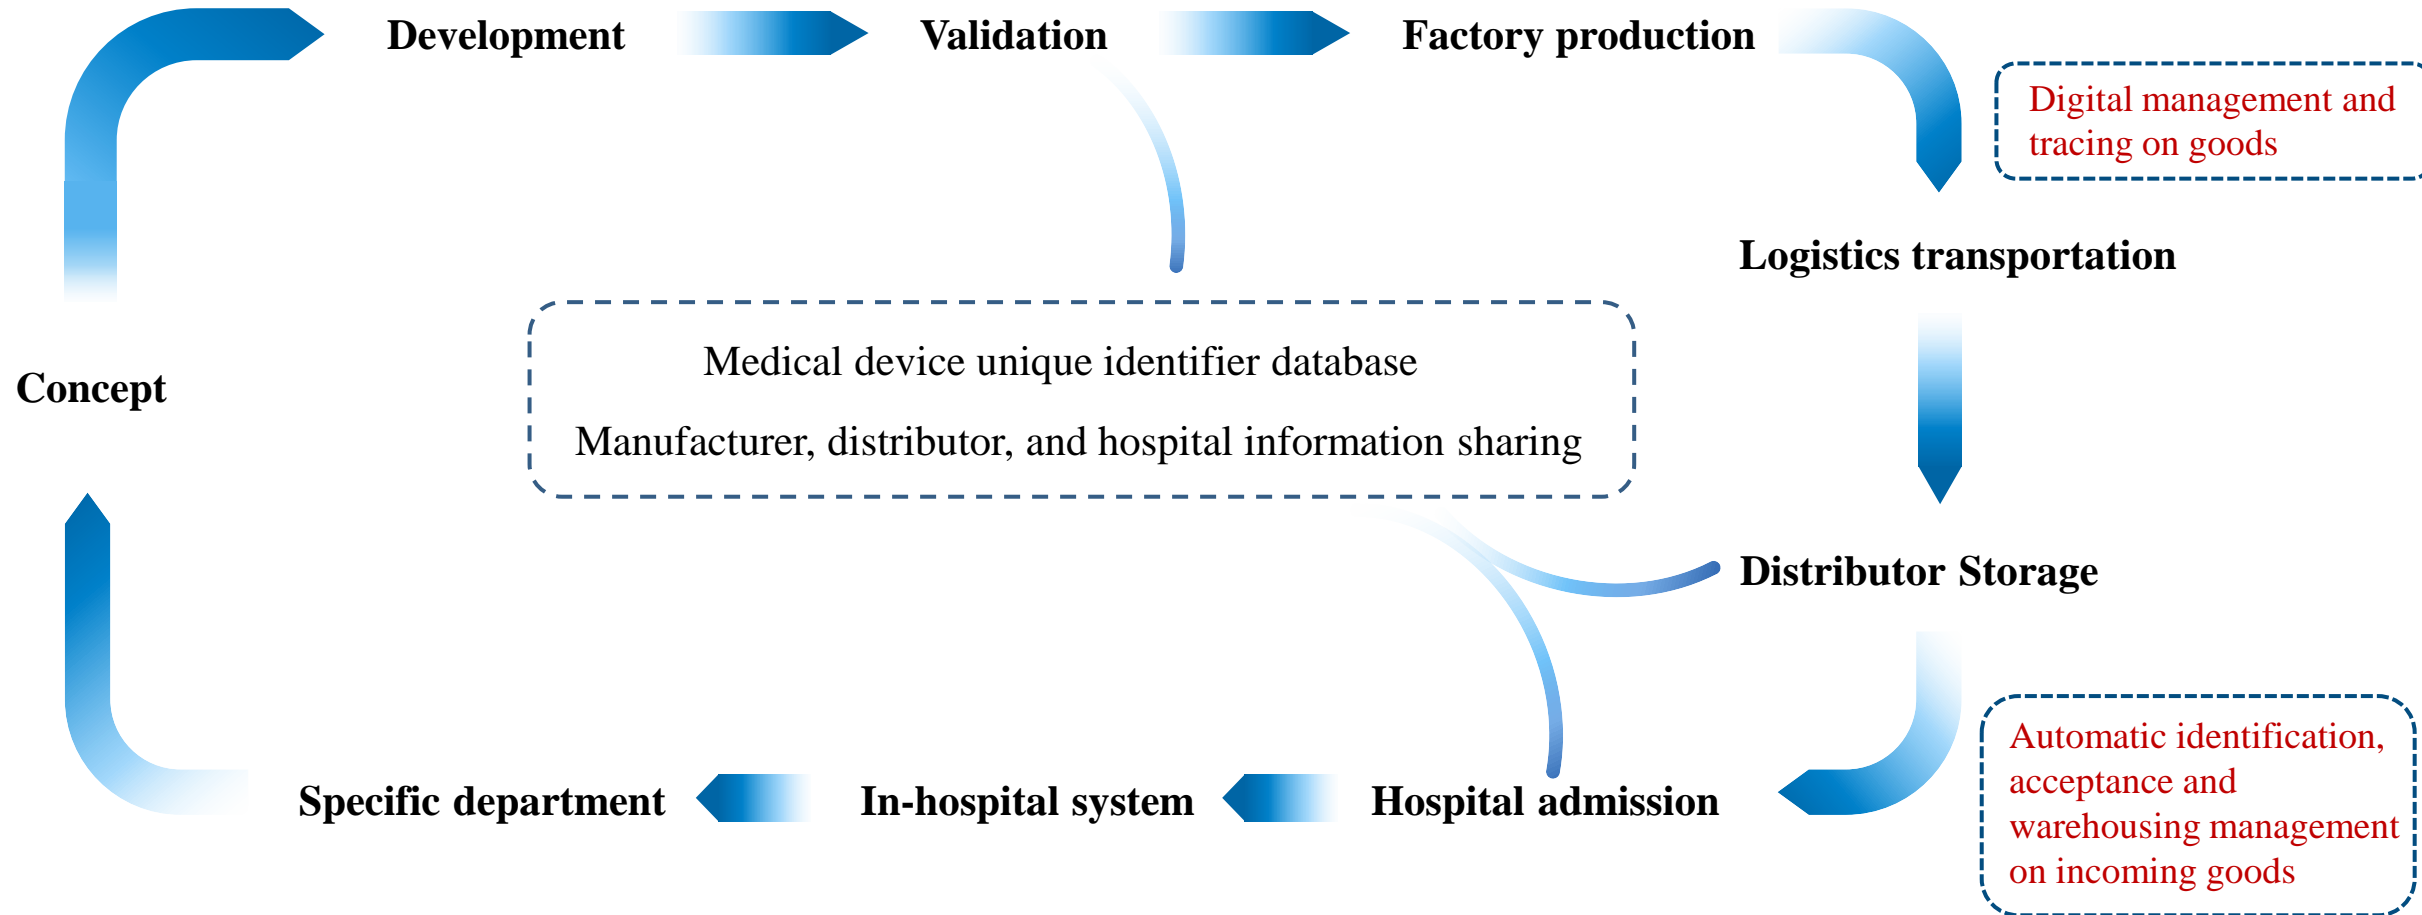 Development
Validation
Factory production
Digital management and
tracing on goods
Logistics transportation
Medical device unique identifier database
Manufacturer, distributor, and hospital information sharing
Concept
Distributor Storage
Automatic identification,
acceptance and
warehousing management
on incoming goods
Hospital admission
In-hospital system
Specific department